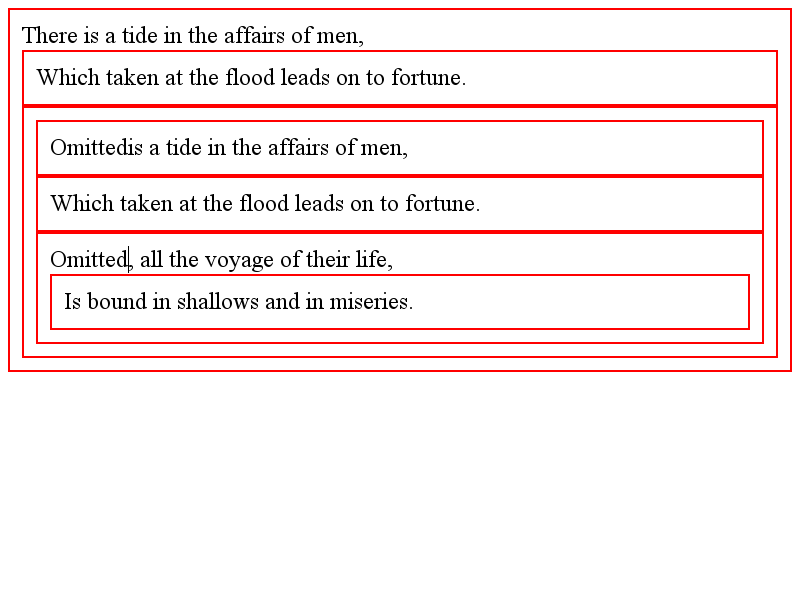 There is a tide in the affairs of men,
Which taken at the flood leads on to fortune.
Omittedis a tide in the affairs of men,
Which taken at the flood leads on to fortune.
Omitted, all the voyage of their life,
Is bound in shallows and in miseries.